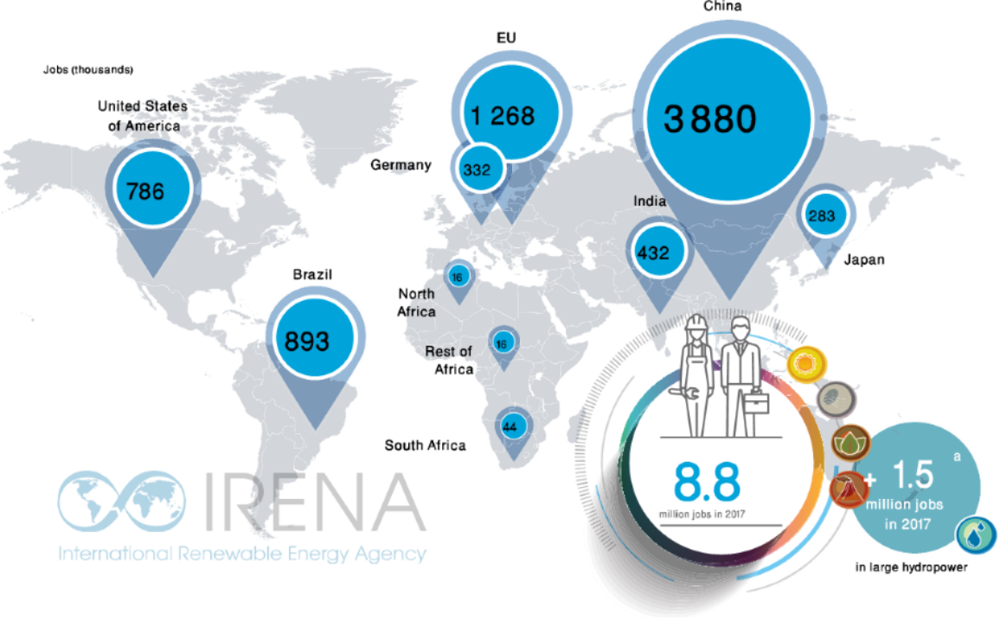 China
EU
Jobs (thousands)
United States
of America
1 268
3 880
Germany
332
786
India
283
432
Japan
Brazil
16
North
Africa
893
16
Rest of
Africa
44
South Africa
IRENA
International Renewable Energy Agency
8.8
million jobs in 2017
a
+ 1.5
million jobs
in 2017
in large hydropower